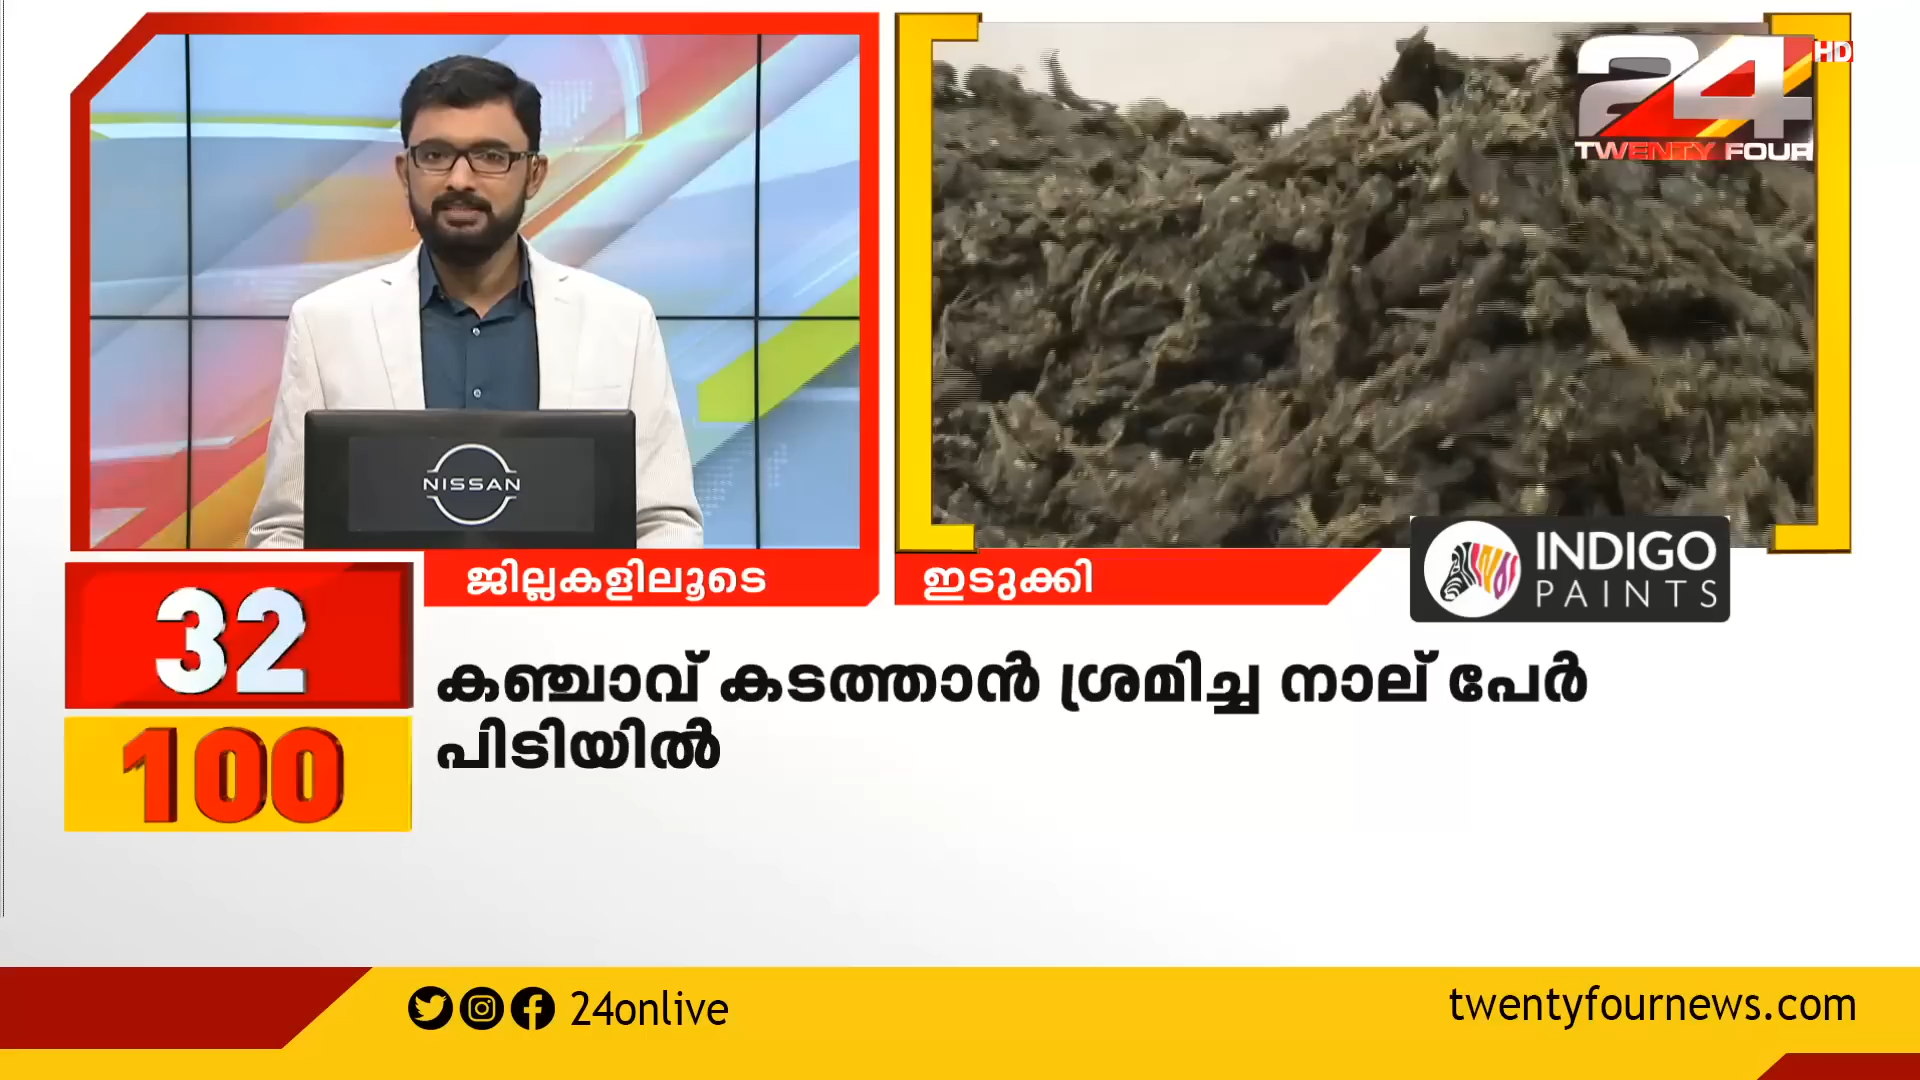 24
HD
TWENTY FOUR
NISSAN
ജില്ലകളിലൂടെ
ഇടുക്കി
INDIGO
PAINTS
32
100
കഞ്ചാവ് കടത്താൻ ശ്രമിച്ച നാല് പേർ
പിടിയിൽ
24onlive
twentyfournews.com